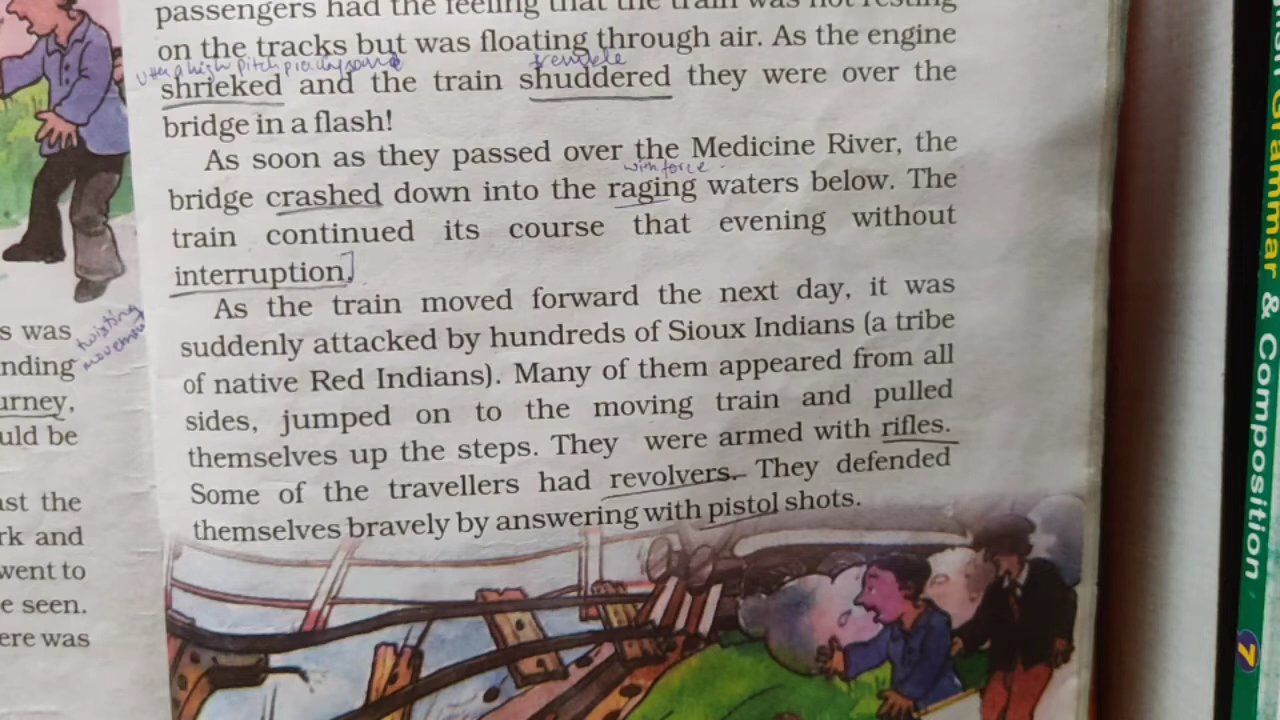 passengers had the feeling that the train was not resting
on the tracks but was floating through air. As the engine
shrieked and the train shuddered they were over the
bridge in a flash!
As soon as they passed over the Medicine River, the
with force
bridge crashed down into the raging waters below. The
train continued its course that evening without
interruption.]
As the train moved forward the next day, it was
suddenly attacked by hundreds of Sioux Indians (a tribe
of native Red Indians). Many of them appeared from all
sides, jumped on to the moving train and pulled
themselves up the steps. They were armed with rifles.
Some of the travellers had revolvers. They defended
themselves bravely by answering with pistol shots.
s was
twisting
movement
nding
urney,
uld be
ast the
rk and
went to
e seen.
ere was
Grammar & Composition 7